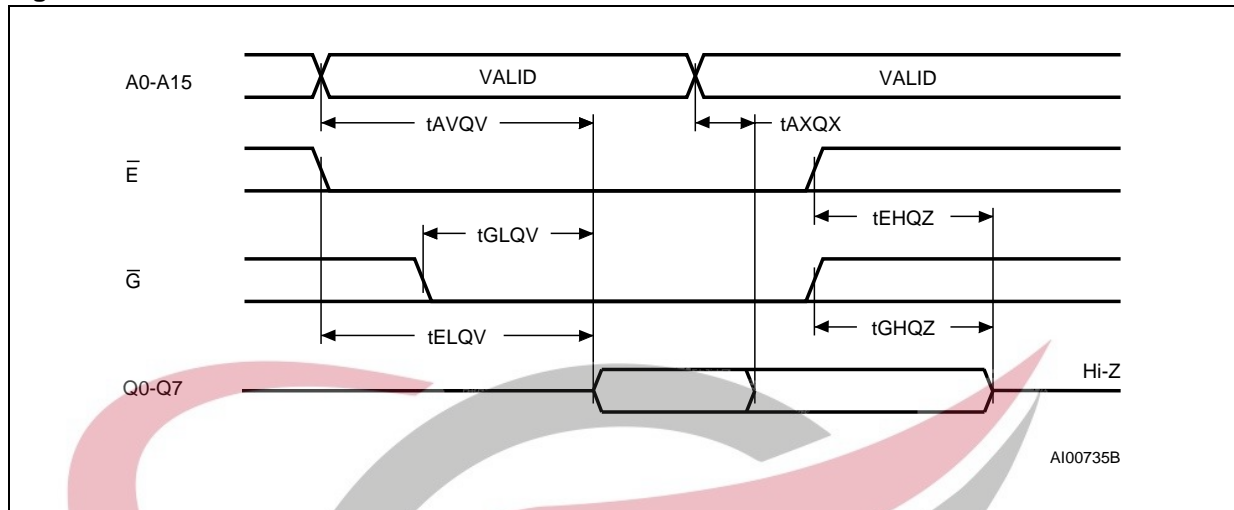 A0-A15
VALID
VALID
tAVQV
tAXQX
E
tEHQZ
tGLQV
G
tGHQZ
tELQV
Q0-Q7
Hi-Z
AI00735B